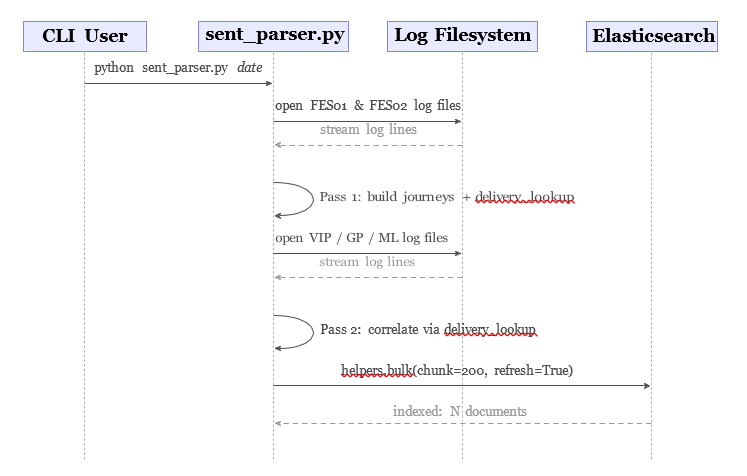 CLI User
sent_parser.py
Log Filesystem
Elasticsearch
python sent_parser.py date
open FES01 & FES02 log files
stream log lines
Pass 1: build journeys + delivery_lookup
open VIP / GP / ML log files
stream log lines
Pass 2: correlate via delivery_lookup
helpers.bulk(chunk=200, refresh=True)
indexed: N documents